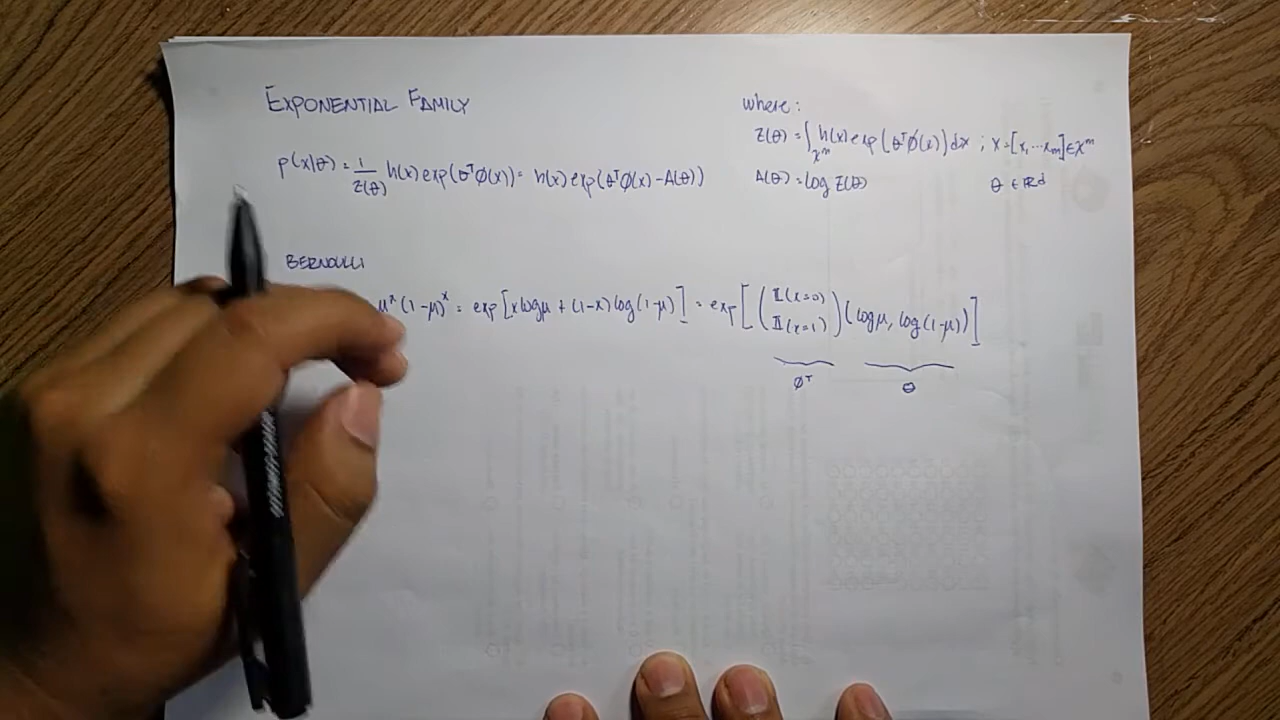 EXPONENTIAL FAMILY
p(x|θ) = 1/Z(θ) h(x) exp(θᵀφ(x)) = h(x) exp(θᵀφ(x) − A(θ))
where:
Z(θ) = ∫_χᵐ h(x) exp(θᵀφ(x)) dx ; x = [x₁ ⋯ xₘ] ∈ χᵐ
A(θ) = log Z(θ) θ ∈ ℝᵈ
BERNOULLI
μˣ (1−μ)ˣ = exp[x log μ + (1−x) log(1−μ)] = exp[(𝕀(x=0) 𝕀(x=1)) (log μ, log(1−μ))]
φᵀ θ